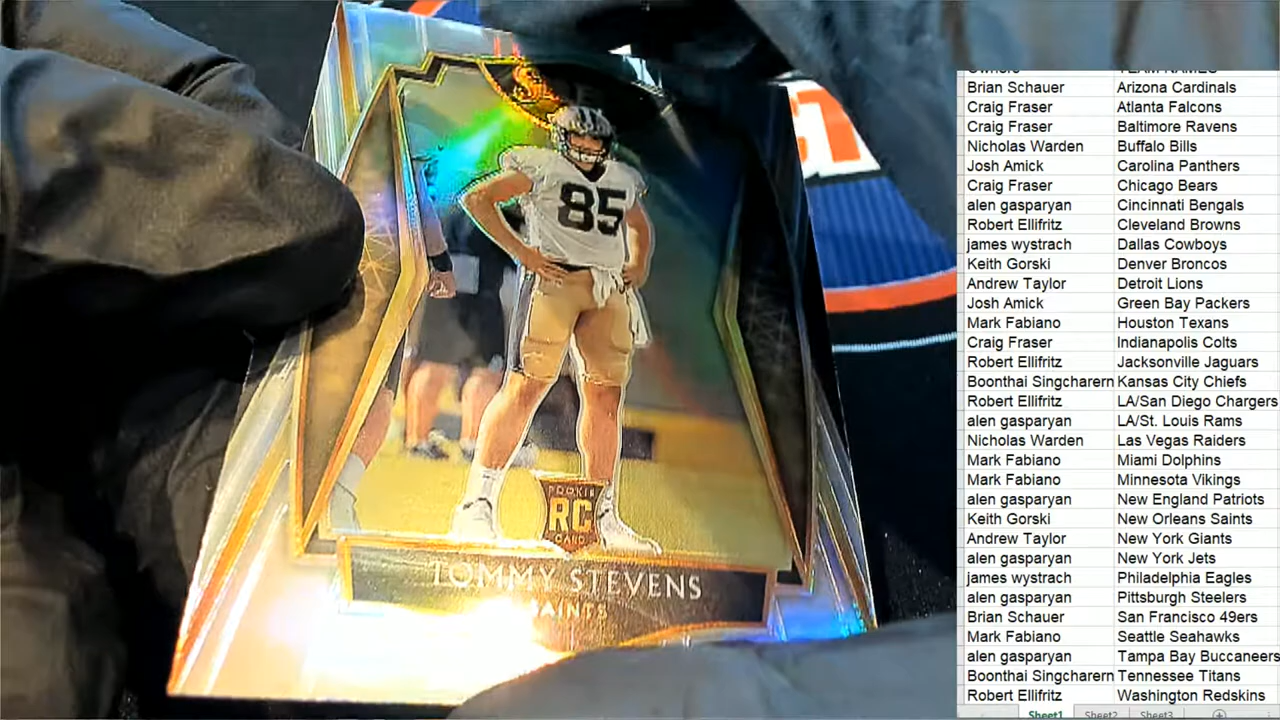 85
ROOKIE
RC
CARD
TOMMY STEVENS
SAINTS
Owners TEAM NAMES
Brian Schauer Arizona Cardinals
Craig Fraser Atlanta Falcons
Craig Fraser Baltimore Ravens
Nicholas Warden Buffalo Bills
Josh Amick Carolina Panthers
Craig Fraser Chicago Bears
alen gasparyan Cincinnati Bengals
Robert Ellifritz Cleveland Browns
james wystrach Dallas Cowboys
Keith Gorski Denver Broncos
Andrew Taylor Detroit Lions
Josh Amick Green Bay Packers
Mark Fabiano Houston Texans
Craig Fraser Indianapolis Colts
Robert Ellifritz Jacksonville Jaguars
Boonthai Singcharern Kansas City Chiefs
Robert Ellifritz LA/San Diego Chargers
alen gasparyan LA/St. Louis Rams
Nicholas Warden Las Vegas Raiders
Mark Fabiano Miami Dolphins
Mark Fabiano Minnesota Vikings
alen gasparyan New England Patriots
Keith Gorski New Orleans Saints
Andrew Taylor New York Giants
alen gasparyan New York Jets
james wystrach Philadelphia Eagles
alen gasparyan Pittsburgh Steelers
Brian Schauer San Francisco 49ers
Mark Fabiano Seattle Seahawks
alen gasparyan Tampa Bay Buccaneers
Boonthai Singcharern Tennessee Titans
Robert Ellifritz Washington Redskins
Sheet1 Sheet2 Sheet3